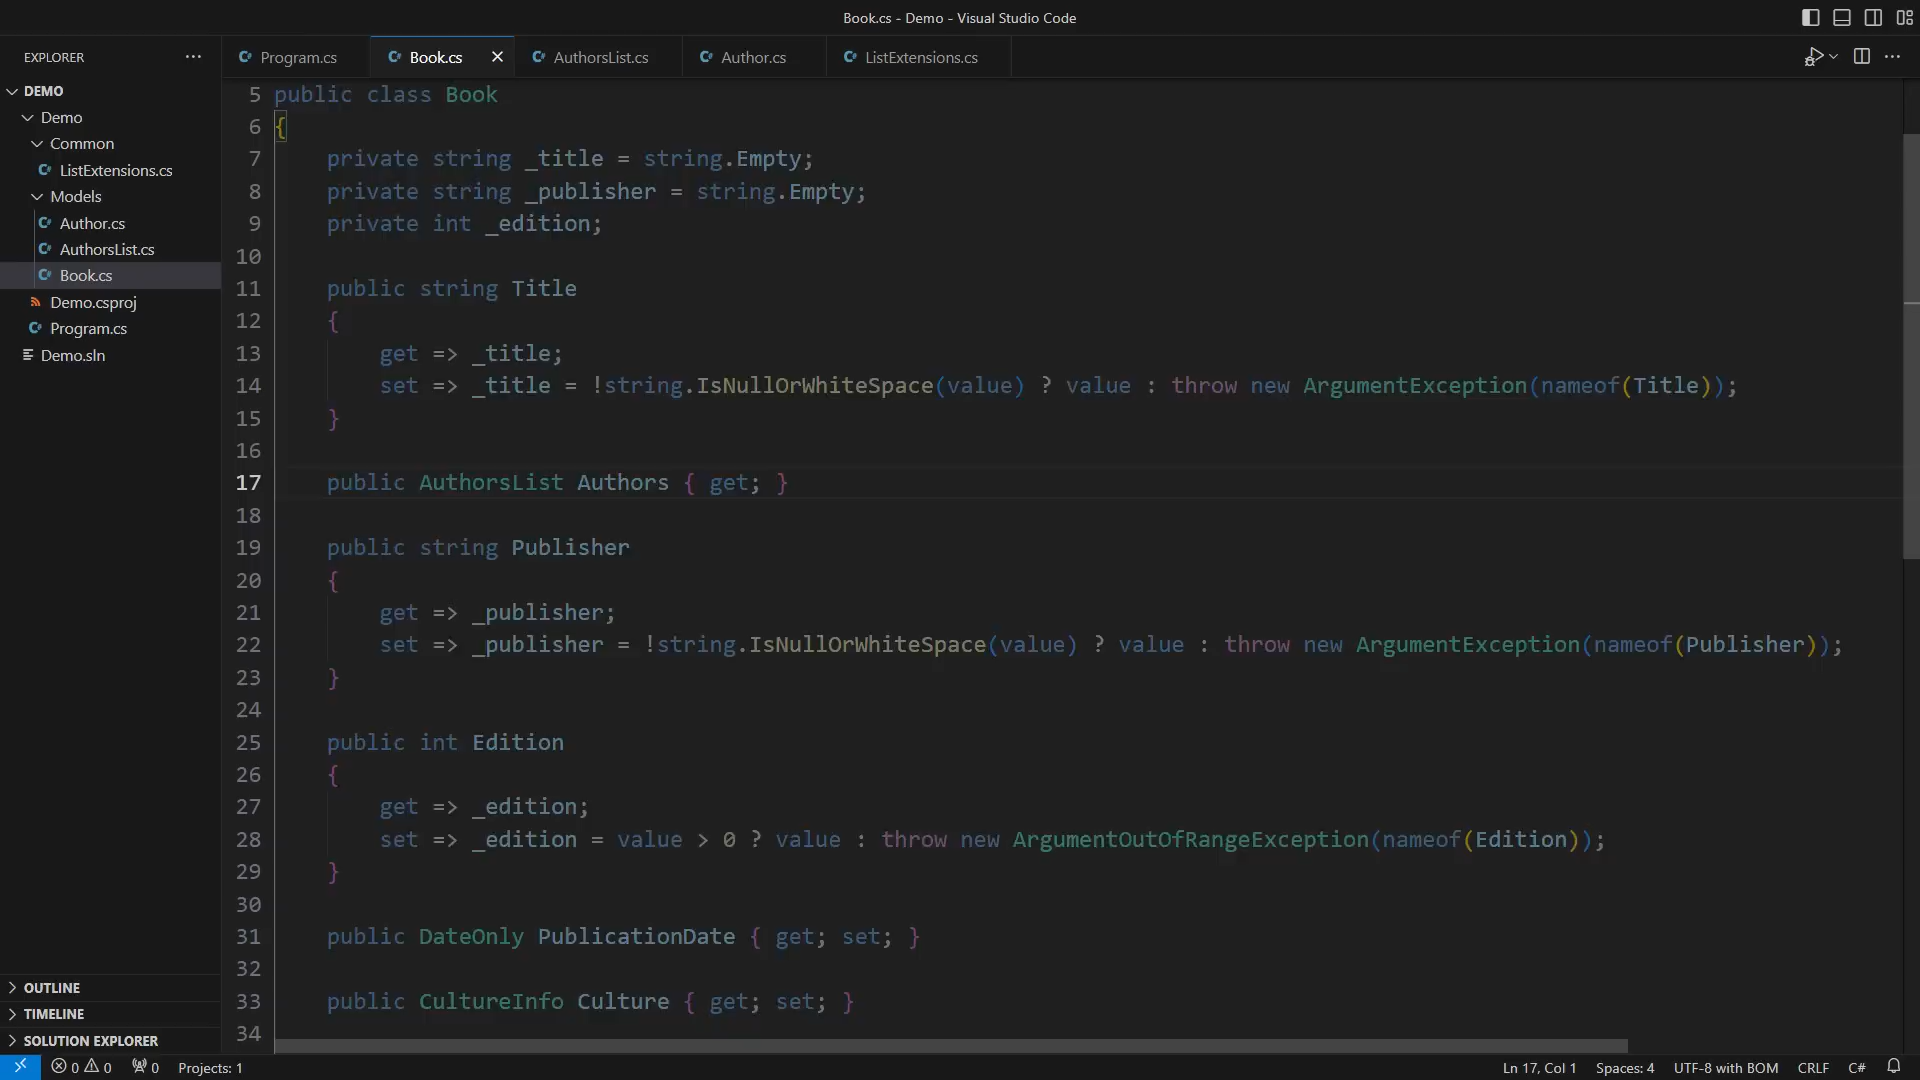 Book.cs - Demo - Visual Studio Code
EXPLORER
Program.cs
Book.cs
AuthorsList.cs
Author.cs
ListExtensions.cs
DEMO
Demo
Common
ListExtensions.cs
Models
Author.cs
AuthorsList.cs
Book.cs
Demo.csproj
Program.cs
Demo.sln
5 public class Book
6 {
7 private string _title = string.Empty;
8 private string _publisher = string.Empty;
9 private int _edition;
10
11 public string Title
12 {
13 get => _title;
14 set => _title = !string.IsNullOrWhiteSpace(value) ? value : throw new ArgumentException(nameof(Title));
15 }
16
17 public AuthorsList Authors { get; }
18
19 public string Publisher
20 {
21 get => _publisher;
22 set => _publisher = !string.IsNullOrWhiteSpace(value) ? value : throw new ArgumentException(nameof(Publisher));
23 }
24
25 public int Edition
26 {
27 get => _edition;
28 set => _edition = value > 0 ? value : throw new ArgumentOutOfRangeException(nameof(Edition));
29 }
30
31 public DateOnly PublicationDate { get; set; }
32
33 public CultureInfo Culture { get; set; }
34
OUTLINE
TIMELINE
SOLUTION EXPLORER
0 0 0 Projects: 1 Ln 17, Col 1 Spaces: 4 UTF-8 with BOM CRLF C#